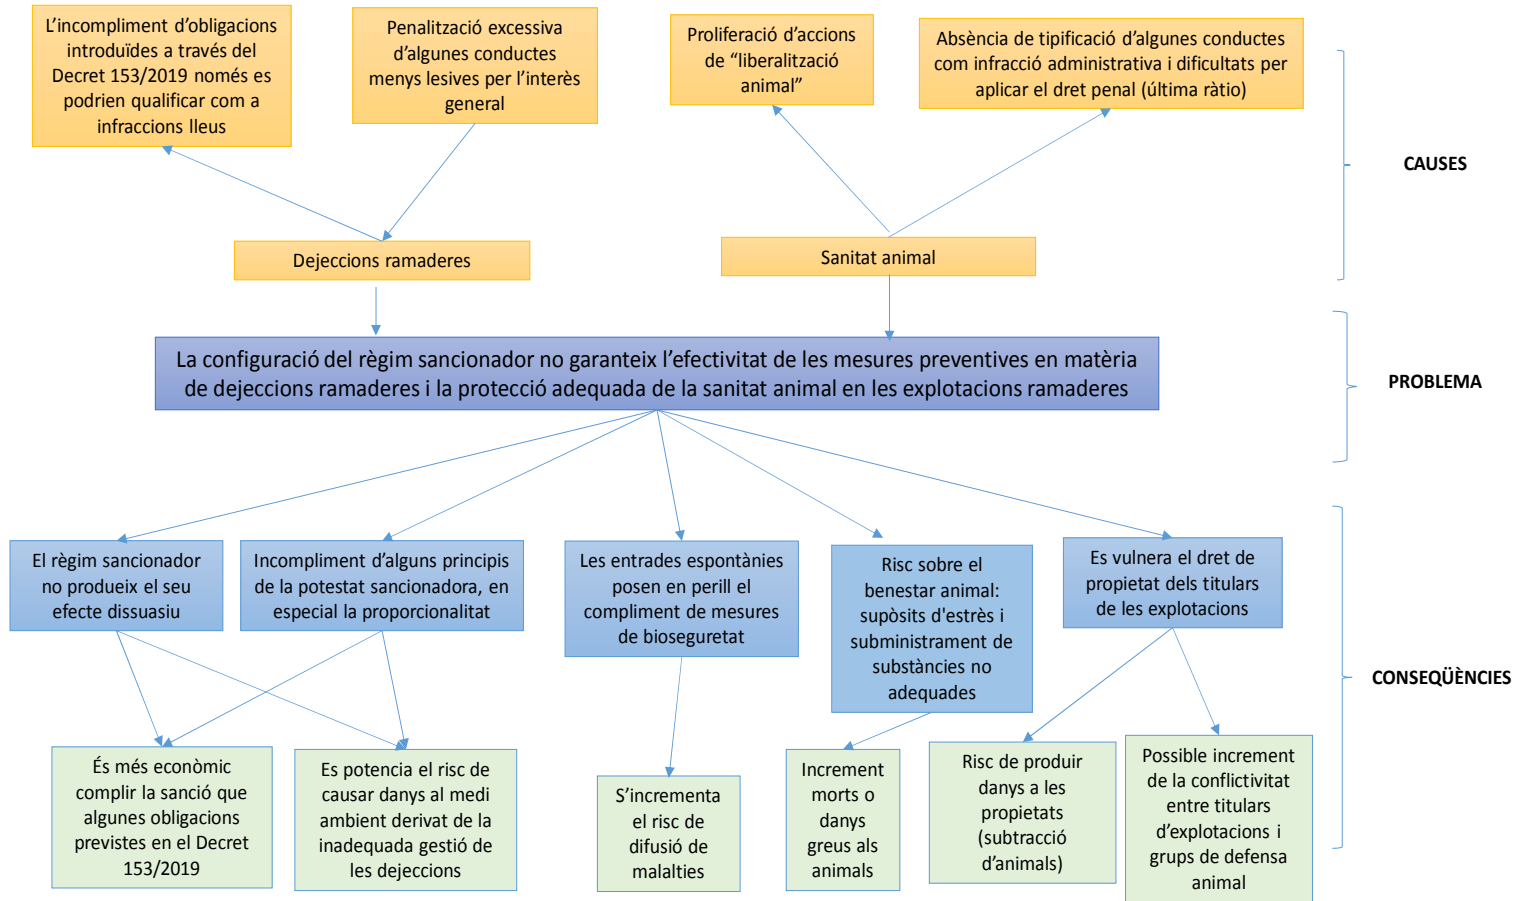 L'incompliment d'obligacions
introduïdes a través del
Decret 153/2019 només es
podrien qualificar com a
infraccions lleus
Penalització excessiva
d'algunes conductes
menys lesives per l'interès
general
Proliferació d'accions
de “liberalització
animal”
Absència de tipificació d'algunes conductes
com infracció administrativa i dificultats per
aplicar el dret penal (última ràtio)
CAUSES
Dejeccions ramaderes
Sanitat animal
La configuració del règim sancionador no garanteix l'efectivitat de les mesures preventives en matèria
de dejeccions ramaderes i la protecció adequada de la sanitat animal en les explotacions ramaderes
PROBLEMA
El règim sancionador
no produeix el seu
efecte dissuasiu
Incompliment d'alguns principis
de la potestat sancionadora, en
especial la proporcionalitat
Les entrades espontànies
posen en perill el
compliment de mesures
de bioseguretat
Risc sobre el
benestar animal:
supòsits d'estrès i
subministrament de
substàncies no
adequades
Es vulnera el dret de
propietat dels titulars
de les explotacions
CONSEQÜÈNCIES
És més econòmic
complir la sanció que
algunes obligacions
previstes en el Decret
153/2019
Es potencia el risc de
causar danys al medi
ambient derivat de la
inadequada gestió de
les dejeccions
S'incrementa
el risc de
difusió de
malalties
Increment
morts o
danys
greus als
animals
Risc de produir
danys a les
propietats
(subtracció
d'animals)
Possible increment
de la conflictivitat
entre titulars
d'explotacions i
grups de defensa
animal